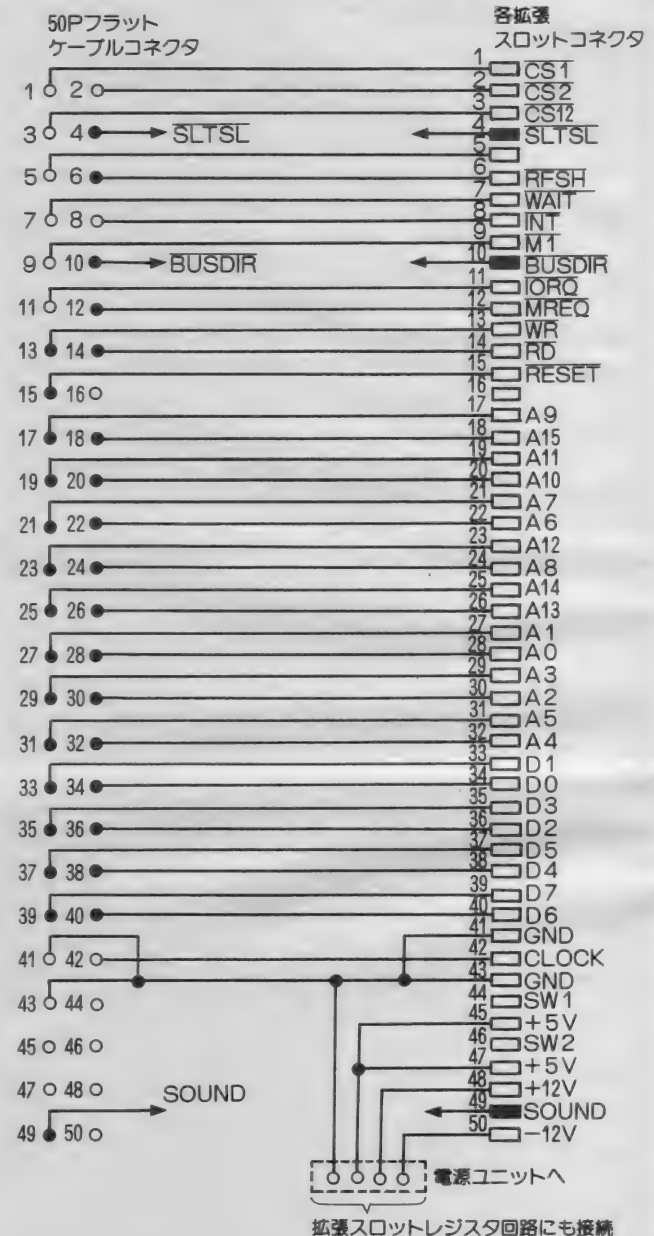 50Pフラット
ケーブルコネクタ
各拡張
スロットコネクタ
1 2
1 CS1
2 CS2
3 4 SLTSL
3 CS12
4 SLTSL
5 6
5
6 RFSH
7 8
7 WAIT
8 INT
9 10 BUSDIR
9 M1
10 BUSDIR
11 12
11 IORQ
12 MREQ
13 14
13 WR
14 RD
15 16
15 RESET
16
17 18
17 A9
18 A15
19 20
19 A11
20 A10
21 22
21 A7
22 A6
23 24
23 A12
24 A8
25 26
25 A14
26 A13
27 28
27 A1
28 A0
29 30
29 A3
30 A2
31 32
31 A5
32 A4
33 34
33 D1
34 D0
35 36
35 D3
36 D2
37 38
37 D5
38 D4
39 40
39 D7
40 D6
41 42
41 GND
42 CLOCK
43 44
43 GND
44 SW1
45 46
45 +5V
46 SW2
47 48
47 +5V
48 +12V
49 50 SOUND
49 SOUND
50 -12V
電源ユニットへ
拡張スロットレジスタ回路にも接続